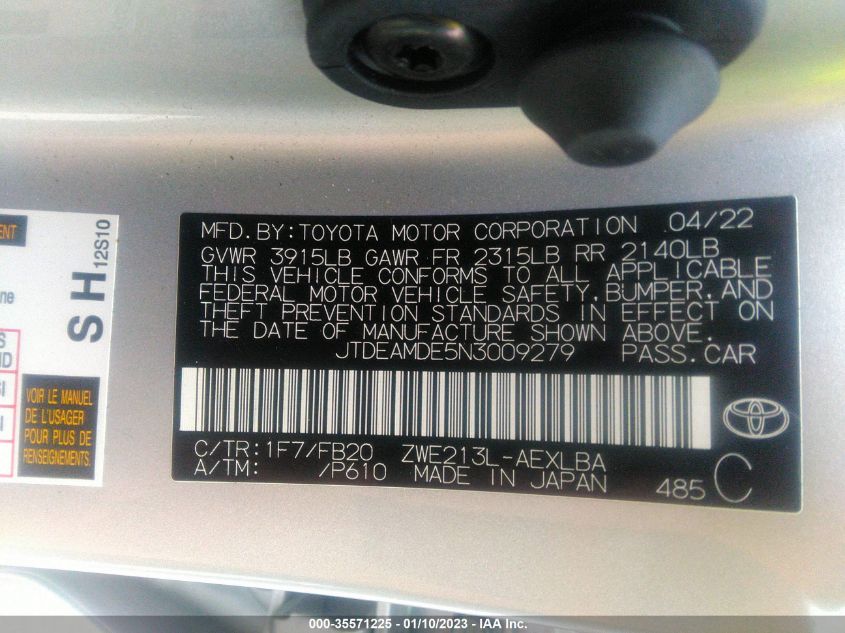 MFD. BY: TOYOTA MOTOR CORPORATION 04/22
GVWR 3915LB GAWR FR 2315LB RR 2140LB
THIS VEHICLE CONFORMS TO ALL APPLICABLE
FEDERAL MOTOR VEHICLE SAFETY, BUMPER, AND
THEFT PREVENTION STANDARDS IN EFFECT ON
THE DATE OF MANUFACTURE SHOWN ABOVE.
JTDEAMDE5N3009279 PASS.CAR
C/TR: 1F7/FB20 ZWE213L-AEXLBA
A/TM: /P610 MADE IN JAPAN
485 C
SH 12S10
VOIR LE MANUEL
DE L'USAGER
POUR PLUS DE
RENSEIGNEMENTS.
000-35571225 - 01/10/2023 - IAA Inc.